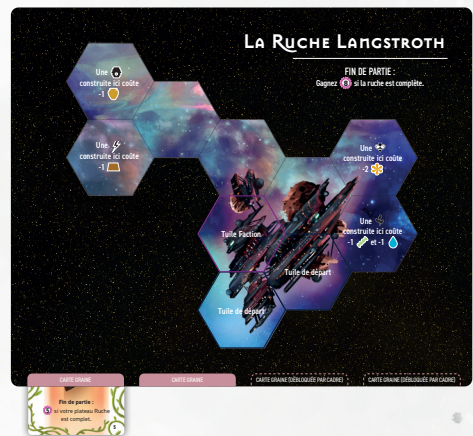 La Ruche Langstroth
FIN DE PARTIE :
Gagnez 8 si la ruche est complète.
Une
construite ici coûte
-1
Une
construite ici coûte
-1
Une
construite ici coûte
-2
Une
construite ici coûte
-1 et -1
Tuile Faction
Tuile de départ
Tuile de départ
CARTE GRAINE
CARTE GRAINE
CARTE GRAINE (DÉBLOQUÉE PAR CADRE)
CARTE GRAINE (DÉBLOQUÉE PAR CADRE)
Fin de partie :
si votre plateau Ruche
est complet.